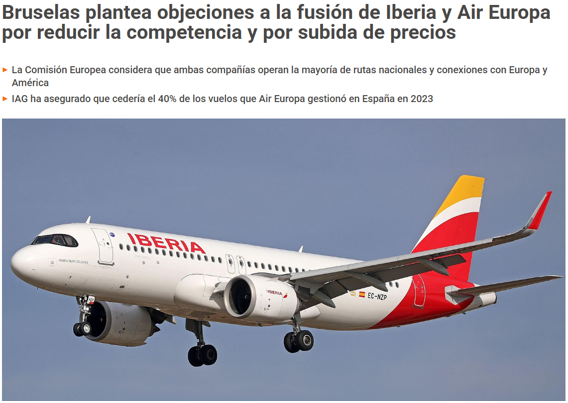 Bruselas plantea objeciones a la fusión de Iberia y Air Europa
por reducir la competencia y por subida de precios
La Comisión Europea considera que ambas compañías operan la mayoría de rutas nacionales y conexiones con Europa y
América
IAG ha asegurado que cedería el 40% de los vuelos que Air Europa gestionó en España en 2023
IBERIA
IBERIA
EC-NZP